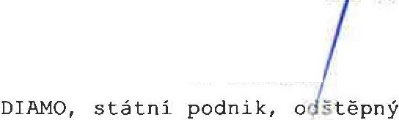 DIAMO, státní podnik, odštěpný